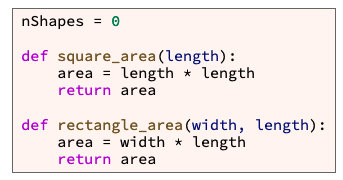 nShapes = 0
def square_area(length):
    area = length * length
    return area
def rectangle_area(width, length):
    area = width * length
    return area